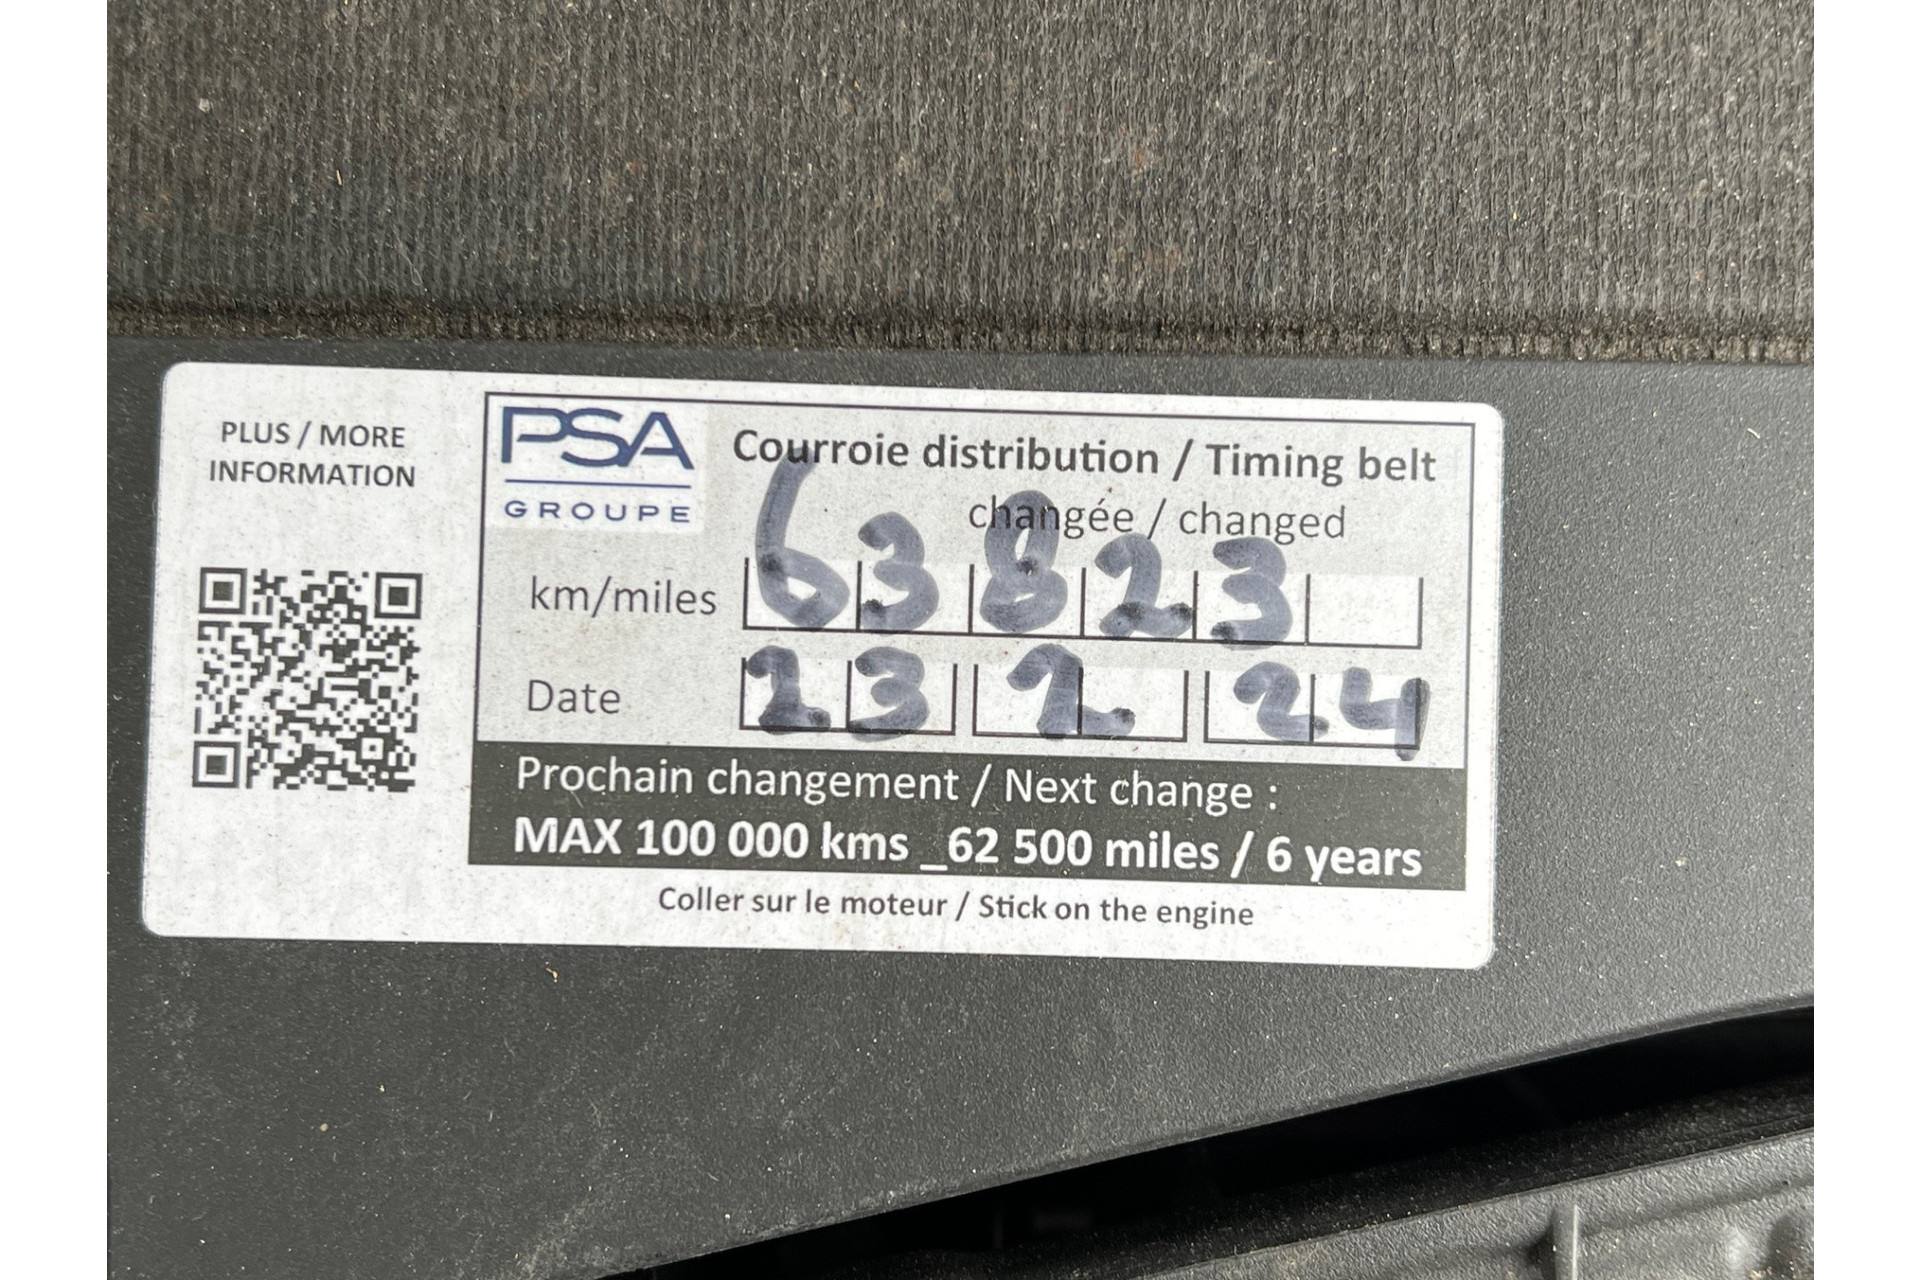 PLUS / MORE
INFORMATION
PSA
GROUPE
Courroie distribution / Timing belt
changée / changed
km/miles 63823
Date 23 2 24
Prochain changement / Next change :
MAX 100 000 kms _62 500 miles / 6 years
Coller sur le moteur / Stick on the engine